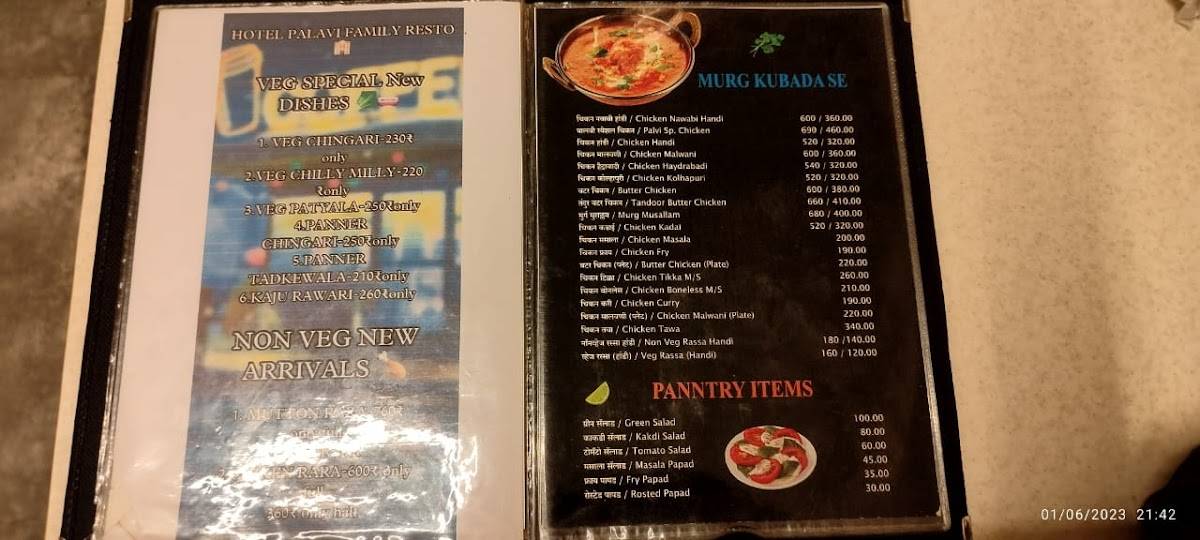 HOTEL PALAVI FAMILY RESTO
VEG SPECIAL New
DISHES
1. VEG CHINGARI-230₹
only
2.VEG CHILLY MILLY-220
₹only
3.VEG PATYALA-250₹only
4.PANNER
CHINGARI-250₹only
5.PANNER
TADKEWALA-210₹only
6.KAJU RAWARI-260₹only
NON VEG NEW
ARRIVALS
1. MUTTON RARA
RARA-600₹ only
360₹ only half
MURG KUBADA SE
चिकन नवाबी हांडी / Chicken Nawabi Handi 600 / 360.00
पालवी स्पेशल चिकन / Palvi Sp. Chicken 690 / 460.00
चिकन हांडी / Chicken Handi 520 / 320.00
चिकन मालवणी / Chicken Malwani 600 / 360.00
चिकन हैद्राबादी / Chicken Haydrabadi 540 / 320.00
चिकन कोल्हापुरी / Chicken Kolhapuri 520 / 320.00
बटर चिकन / Butter Chicken 600 / 380.00
तंदुर बटर चिकन / Tandoor Butter Chicken 660 / 410.00
मुर्ग मुसल्लम / Murg Musallam 680 / 400.00
चिकन कढाई / Chicken Kadai 520 / 320.00
चिकन मसाला / Chicken Masala 200.00
चिकन फ्राय / Chicken Fry 190.00
बटर चिकन (प्लेट) / Butter Chicken (Plate) 220.00
चिकन टिक्का / Chicken Tikka M/S 260.00
चिकन बोनलेस / Chicken Boneless M/S 210.00
चिकन करी / Chicken Curry 190.00
चिकन मालवणी (प्लेट) / Chicken Malwani (Plate) 220.00
चिकन तवा / Chicken Tawa 340.00
नॉनव्हेज रस्सा हांडी / Non Veg Rassa Handi 180 /140.00
व्हेज रस्सा (हांडी) / Veg Rassa (Handi) 160 / 120.00
PANNTRY ITEMS
ग्रीन सॅलाड / Green Salad 100.00
काकडी सॅलाड / Kakdi Salad 80.00
टोमॅटो सॅलाड / Tomato Salad 60.00
मसाला सॅलाड / Masala Papad 45.00
फ्राय पापड / Fry Papad 35.00
रोस्टेड पापड / Rosted Papad 30.00
01/06/2023 21:42